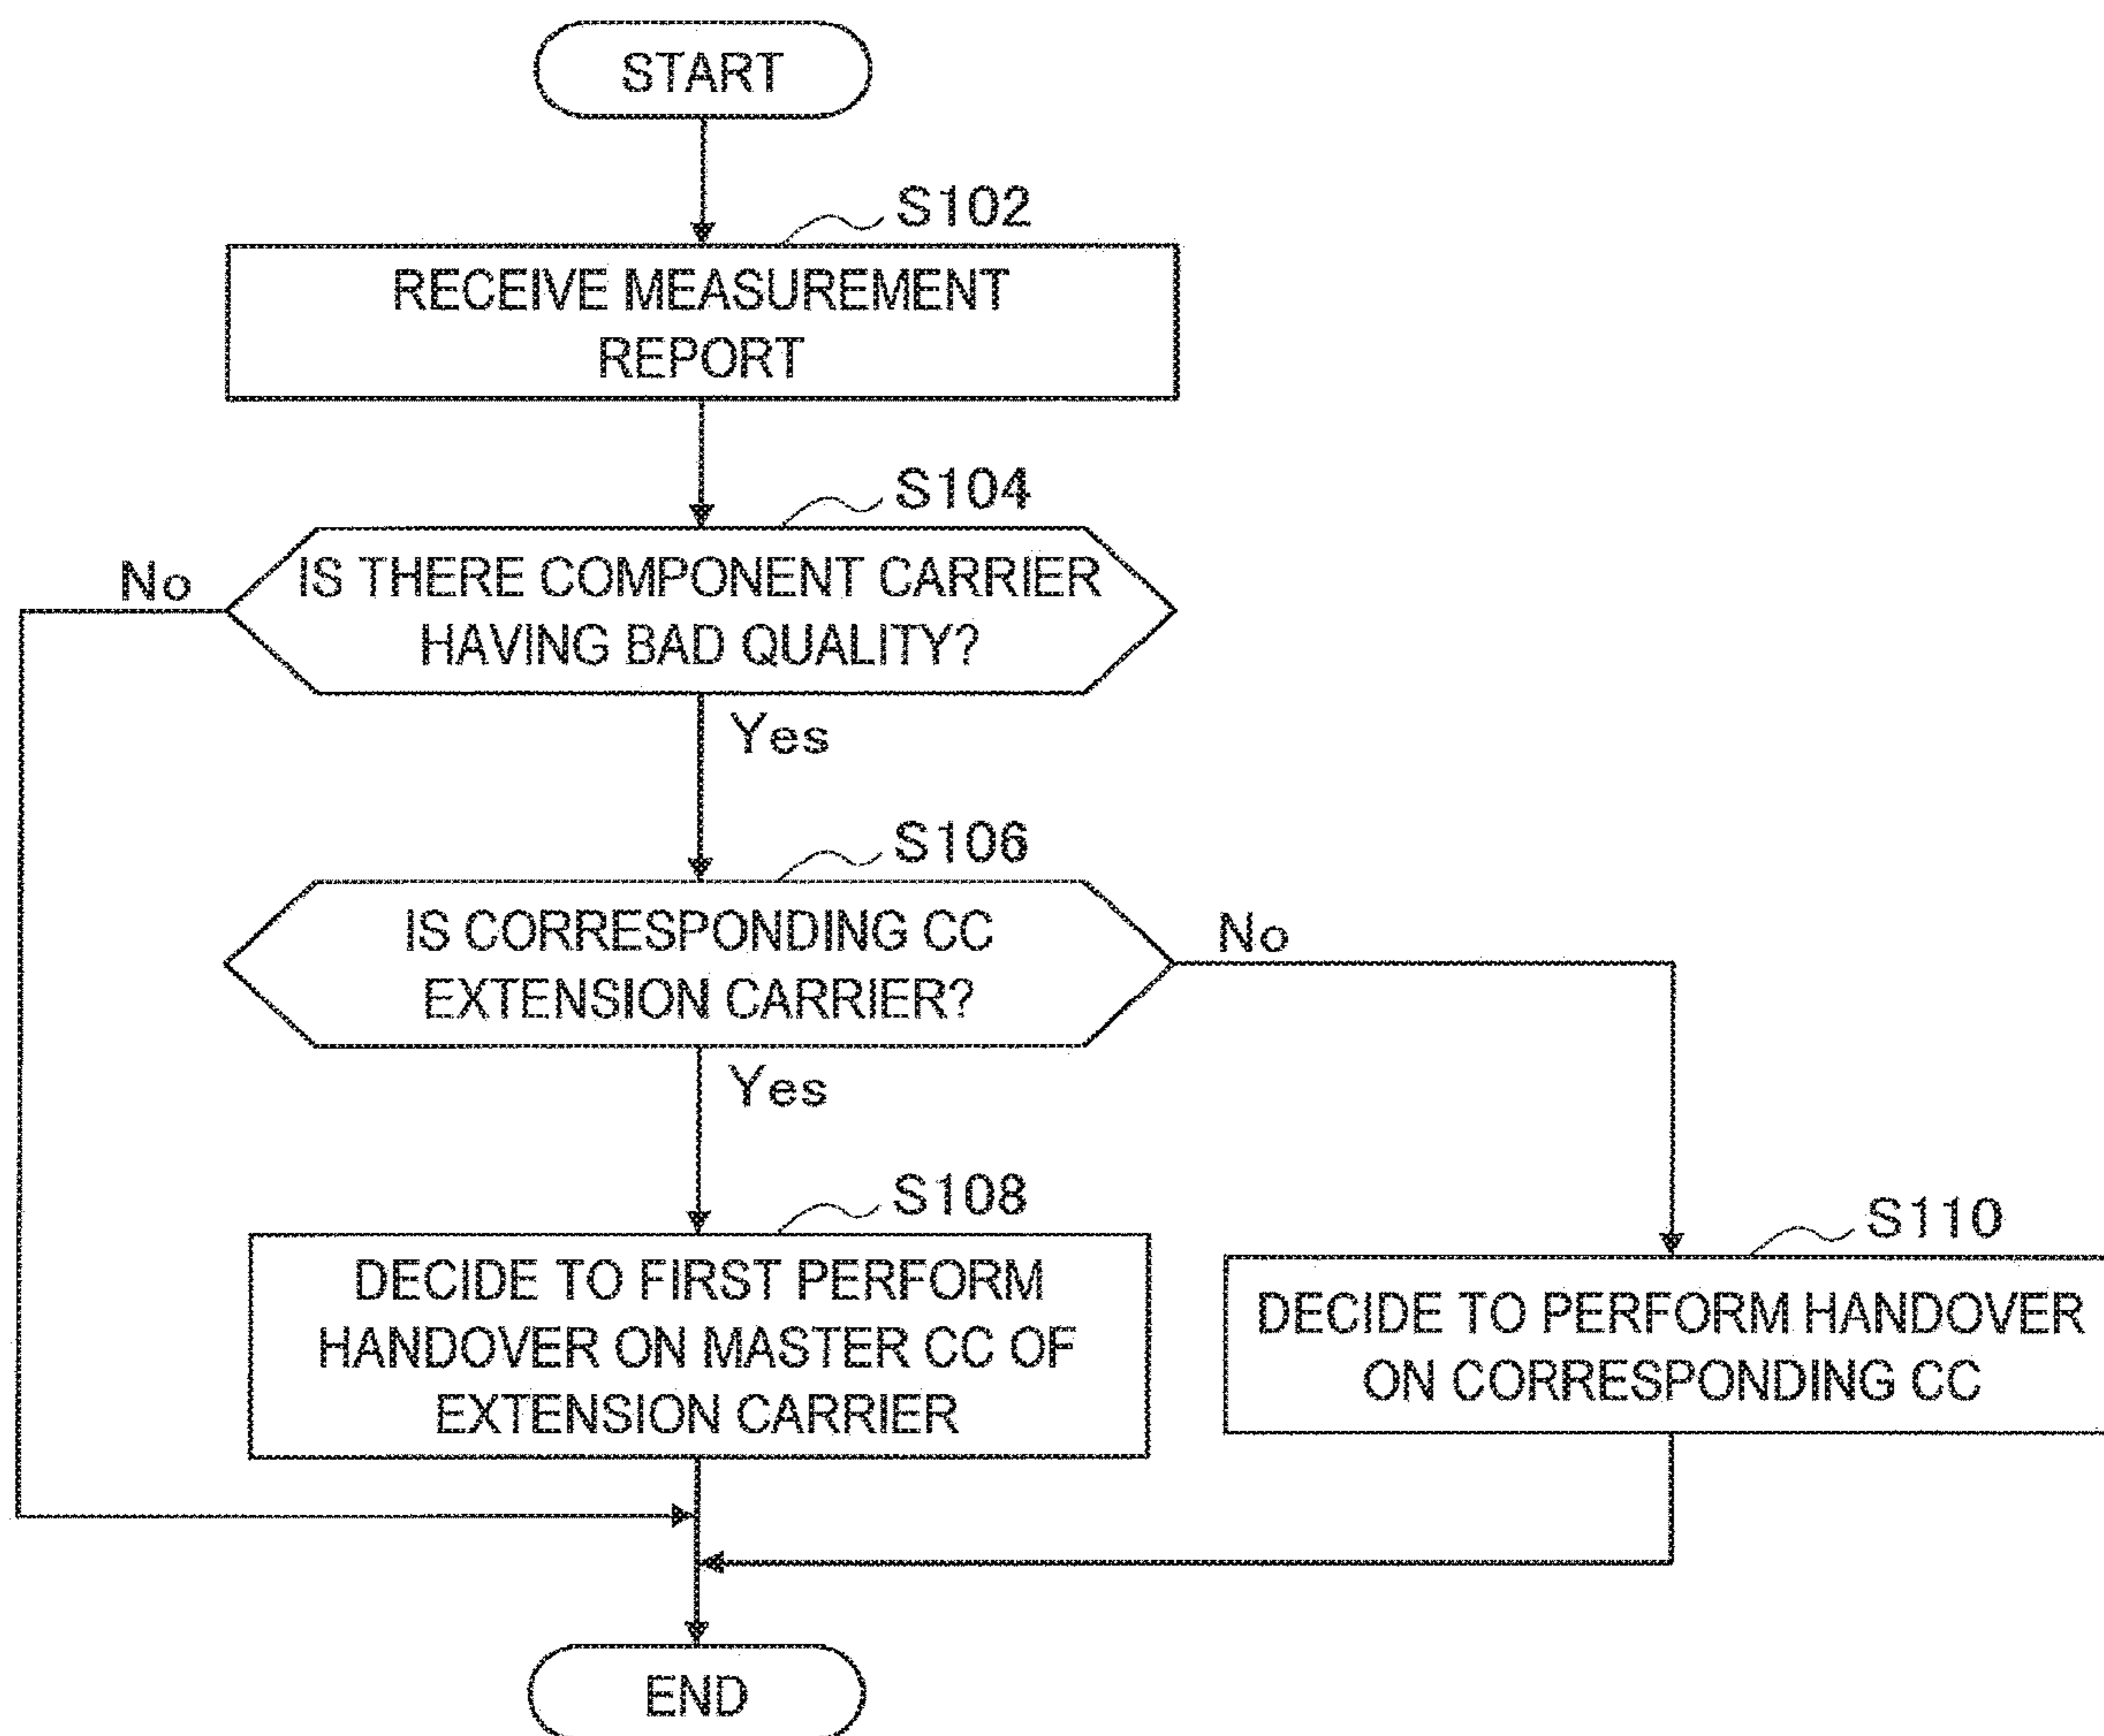 START
S102
RECEIVE MEASUREMENT
REPORT
S104
No
IS THERE COMPONENT CARRIER
HAVING BAD QUALITY?
Yes
S106
IS CORRESPONDING CC
EXTENSION CARRIER?
No
Yes
S108
DECIDE TO FIRST PERFORM
HANDOVER ON MASTER CC OF
EXTENSION CARRIER
S110
DECIDE TO PERFORM HANDOVER
ON CORRESPONDING CC
END